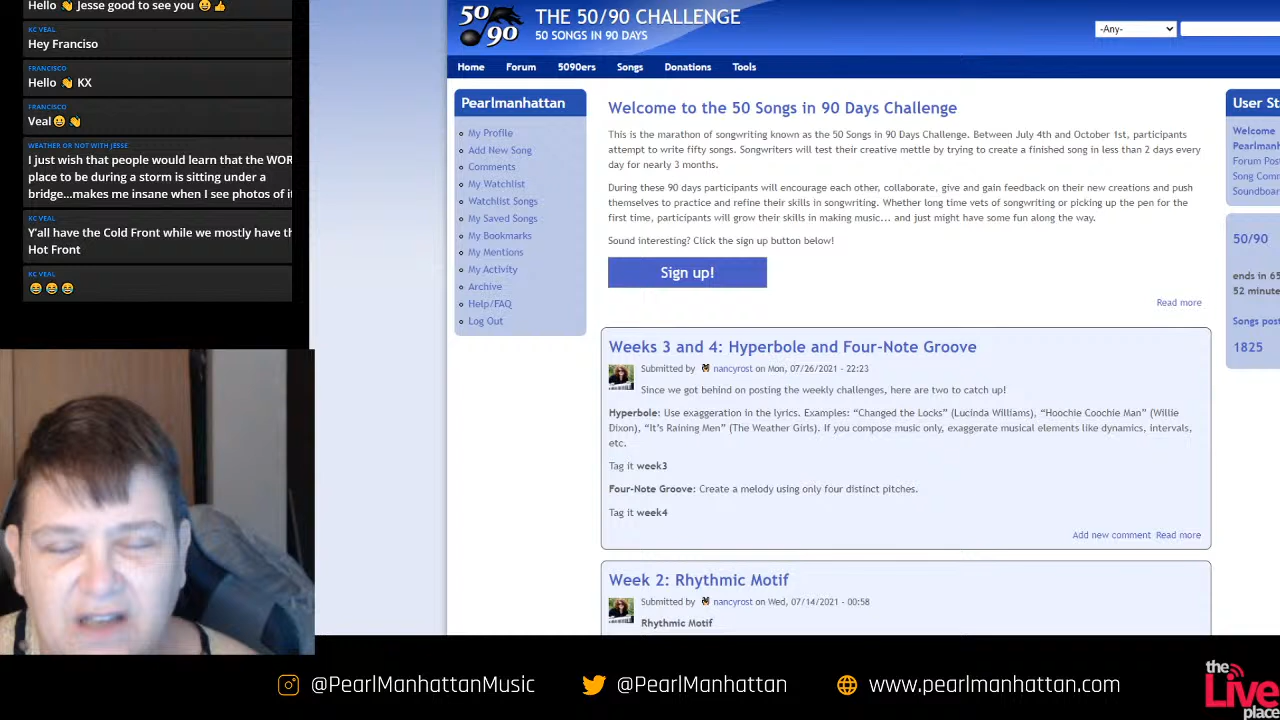 Hello 👋 Jesse good to see you 😀👍
KC VEAL
Hey Franciso
FRANCISCO
Hello 👋 KX
FRANCISCO
Veal😀 👋
WEATHER OR NOT WITH JESSE
I just wish that people would learn that the WOR
place to be during a storm is sitting under a
bridge...makes me insane when I see photos of it
KC VEAL
Y'all have the Cold Front while we mostly have th
Hot Front
KC VEAL
😆 😆 😆
50
90
THE 50/90 CHALLENGE
50 SONGS IN 90 DAYS
-Any-
Home Forum 5090ers Songs Donations Tools
Pearlmanhattan
My Profile
Add New Song
Comments
My Watchlist
Watchlist Songs
My Saved Songs
My Bookmarks
My Mentions
My Activity
Archive
Help/FAQ
Log Out
Welcome to the 50 Songs in 90 Days Challenge
This is the marathon of songwriting known as the 50 Songs in 90 Days Challenge. Between July 4th and October 1st, participants
attempt to write fifty songs. Songwriters will test their creative mettle by trying to create a finished song in less than 2 days every
day for nearly 3 months.
During these 90 days participants will encourage each other, collaborate, give and gain feedback on their new creations and push
themselves to practice and refine their skills in songwriting. Whether long time vets of songwriting or picking up the pen for the
first time, participants will grow their skills in making music... and just might have some fun along the way.
Sound interesting? Click the sign up button below!
Sign up!
Read more
Weeks 3 and 4: Hyperbole and Four-Note Groove
Submitted by nancyrost on Mon, 07/26/2021 - 22:23
Since we got behind on posting the weekly challenges, here are two to catch up!
Hyperbole: Use exaggeration in the lyrics. Examples: “Changed the Locks” (Lucinda Williams), “Hoochie Coochie Man” (Willie
Dixon), “It’s Raining Men” (The Weather Girls). If you compose music only, exaggerate musical elements like dynamics, intervals,
etc.
Tag it week3
Four-Note Groove: Create a melody using only four distinct pitches.
Tag it week4
Add new comment Read more
Week 2: Rhythmic Motif
Submitted by nancyrost on Wed, 07/14/2021 - 00:58
Rhythmic Motif
User St
Welcome
Pearlman
Forum Pos
Song Com
Soundboar
50/90
ends in 65
52 minute
Songs post
1825
@PearlManhattanMusic @PearlManhattan www.pearlmanhattan.com
the
Live
place